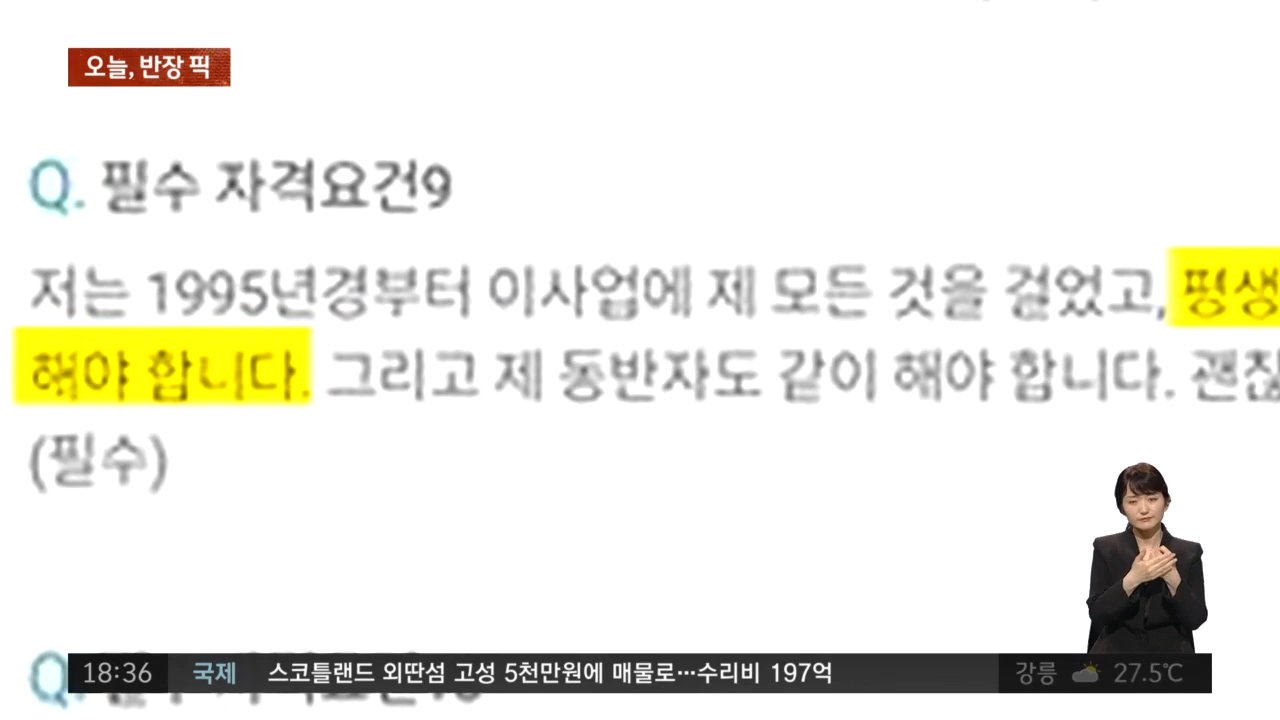 오늘, 반장 픽
Q. 필수 자격요건9
저는 1995년경부터 이사업에 제 모든 것을 걸었고, 평생
해야 합니다. 그리고 제 동반자도 같이 해야 합니다. 괜찮
(필수)
Q.
18:36 국제 스코틀랜드 외딴섬 고성 5천만원에 매물로…수리비 197억 강릉 27.5℃